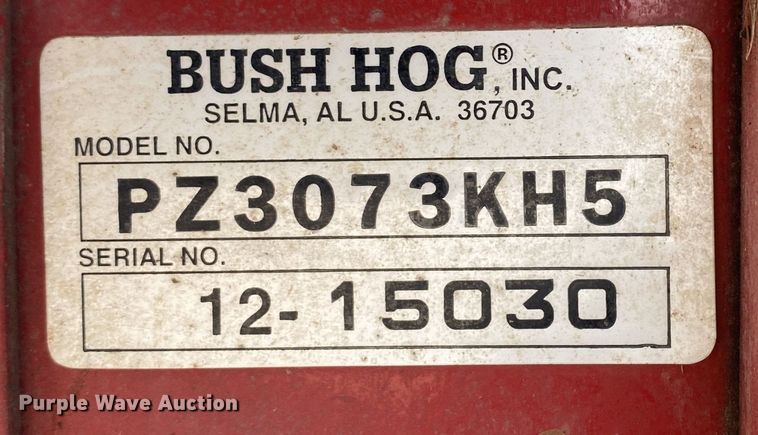 BUSH HOG®, INC.
SELMA, AL U.S.A. 36703
MODEL NO.
PZ3073KH5
SERIAL NO.
12-15030
Purple Wave Auction